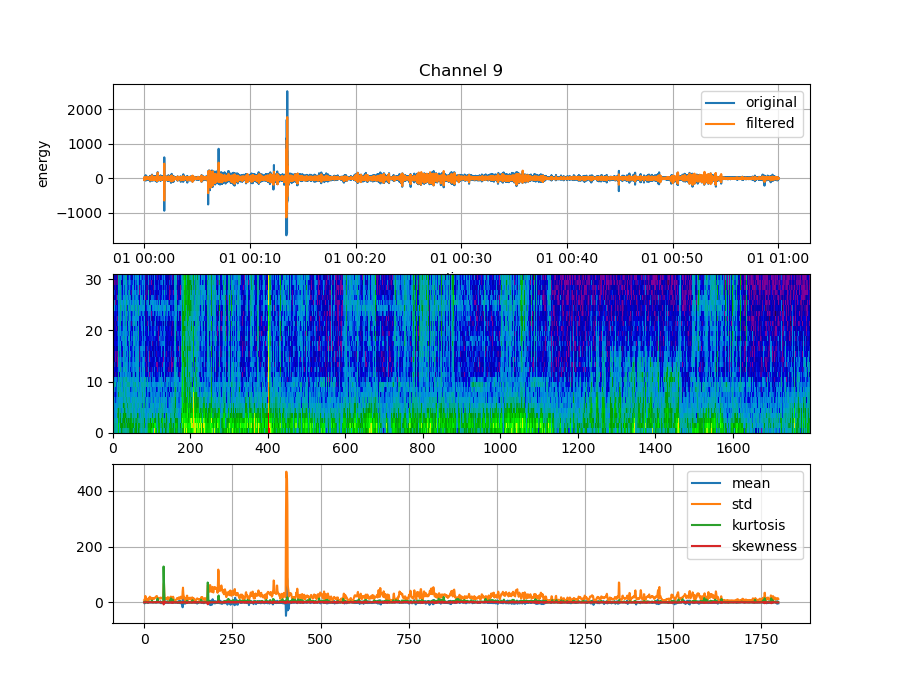 Channel 9
2000
1000
0
−1000
energy
original
filtered
01 00:00 01 00:10 01 00:20 01 00:30 01 00:40 01 00:50 01 01:00
30
20
10
0
0 200 400 600 800 1000 1200 1400 1600
400
200
0
mean
std
kurtosis
skewness
0 250 500 750 1000 1250 1500 1750